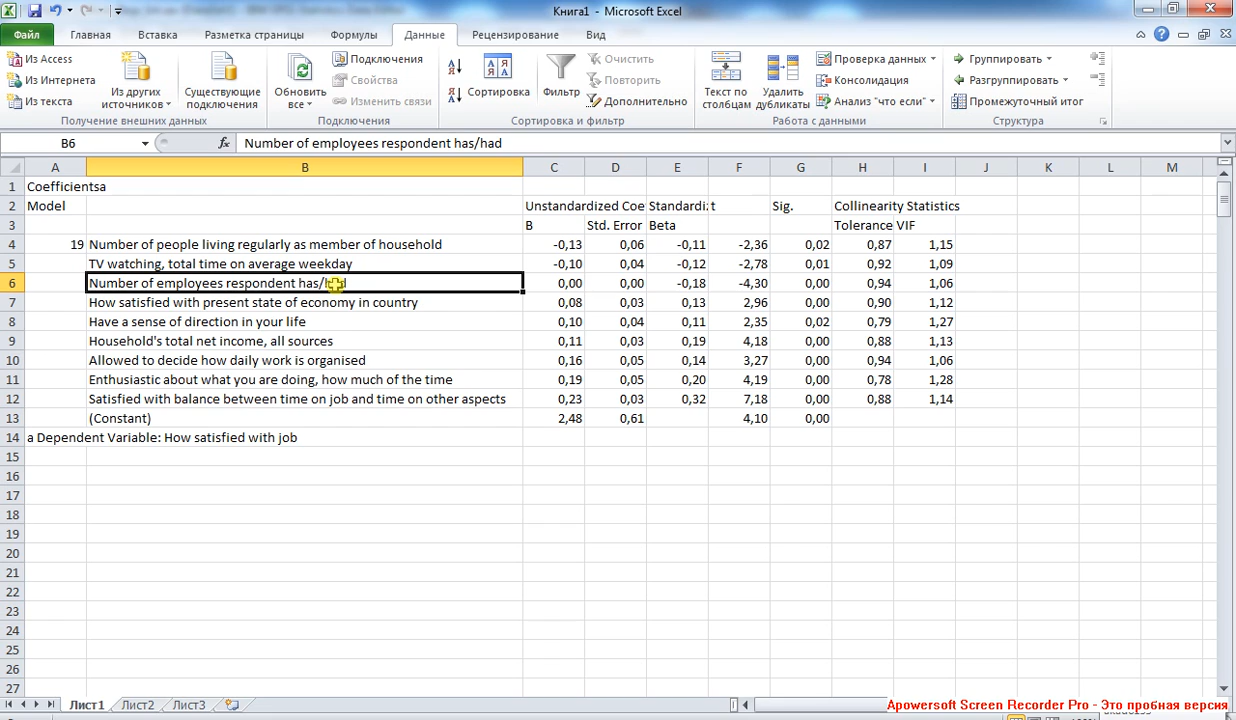 Книга1 - Microsoft Excel
Файл Главная Вставка Разметка страницы Формулы Данные Рецензирование Вид
Из Access
Из Интернета
Из текста
Из других источников
Существующие подключения
Получение внешних данных
Обновить все
Подключения
Свойства
Изменить связи
Подключения
Сортировка
Фильтр
Очистить
Повторить
Дополнительно
Сортировка и фильтр
Текст по столбцам
Удалить дубликаты
Проверка данных
Консолидация
Анализ "что если"
Работа с данными
Группировать
Разгруппировать
Промежуточный итог
Структура
B6 fx Number of employees respondent has/had
A B C D E F G H I J K L M
1 Coefficientsa
2 Model Unstandardized Coe Standardiz t Sig. Collinearity Statistics
3 B Std. Error Beta Tolerance VIF
4 19 Number of people living regularly as member of household -0,13 0,06 -0,11 -2,36 0,02 0,87 1,15
5 TV watching, total time on average weekday -0,10 0,04 -0,12 -2,78 0,01 0,92 1,09
6 Number of employees respondent has/had 0,00 0,00 -0,18 -4,30 0,00 0,94 1,06
7 How satisfied with present state of economy in country 0,08 0,03 0,13 2,96 0,00 0,90 1,12
8 Have a sense of direction in your life 0,10 0,04 0,11 2,35 0,02 0,79 1,27
9 Household's total net income, all sources 0,11 0,03 0,19 4,18 0,00 0,88 1,13
10 Allowed to decide how daily work is organised 0,16 0,05 0,14 3,27 0,00 0,94 1,06
11 Enthusiastic about what you are doing, how much of the time 0,19 0,05 0,20 4,19 0,00 0,78 1,28
12 Satisfied with balance between time on job and time on other aspects 0,23 0,03 0,32 7,18 0,00 0,88 1,14
13 (Constant) 2,48 0,61 4,10 0,00
14 a Dependent Variable: How satisfied with job
15
16
17
18
19
20
21
22
23
24
25
26
27
Лист1 Лист2 Лист3
Apowersoft Screen Recorder Pro - Это пробная версия